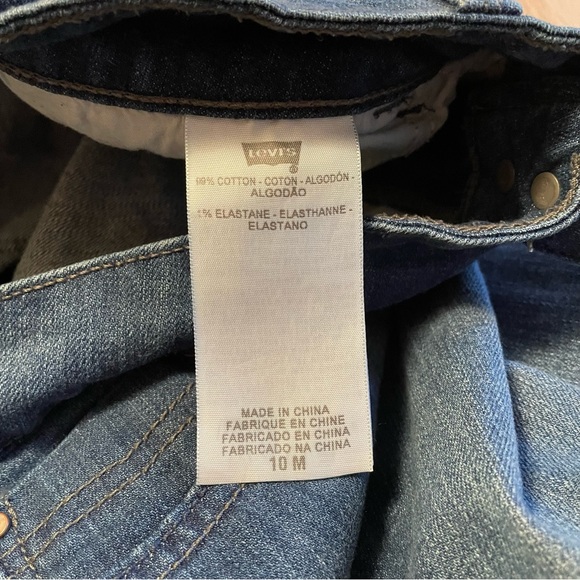 LEVI'S
®
99% COTTON - COTON - ALGODÓN -
ALGODÃO
1% ELASTANE - ELASTHANNE -
ELASTANO
MADE IN CHINA
FABRIQUE EN CHINE
FABRICADO EN CHINA
FABRICADO NA CHINA
10 M